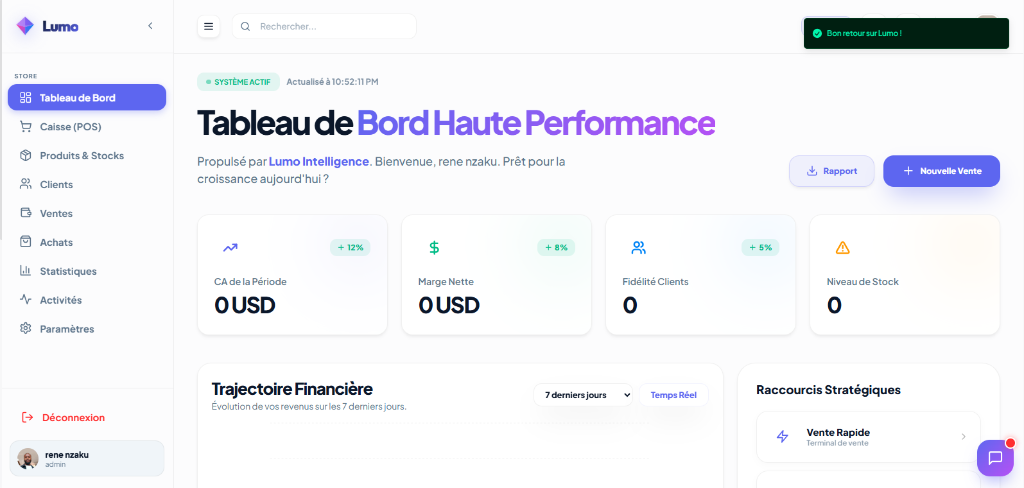 Lumo
Rechercher...
Bon retour sur Lumo !
STORE
Tableau de Bord
Caisse (POS)
Produits & Stocks
Clients
Ventes
Achats
Statistiques
Activités
Paramètres
Déconnexion
rene nzaku
admin
SYSTÈME ACTIF
Actualisé à 10:52:11 PM
Tableau de Bord Haute Performance
Propulsé par Lumo Intelligence. Bienvenue, rene nzaku. Prêt pour la
croissance aujourd'hui ?
Rapport
Nouvelle Vente
+ 12%
CA de la Période
0 USD
+ 8%
Marge Nette
0 USD
+ 5%
Fidélité Clients
0
Niveau de Stock
0
Trajectoire Financière
Évolution de vos revenus sur les 7 derniers jours.
7 derniers jours
Temps Réel
Raccourcis Stratégiques
Vente Rapide
Terminal de vente